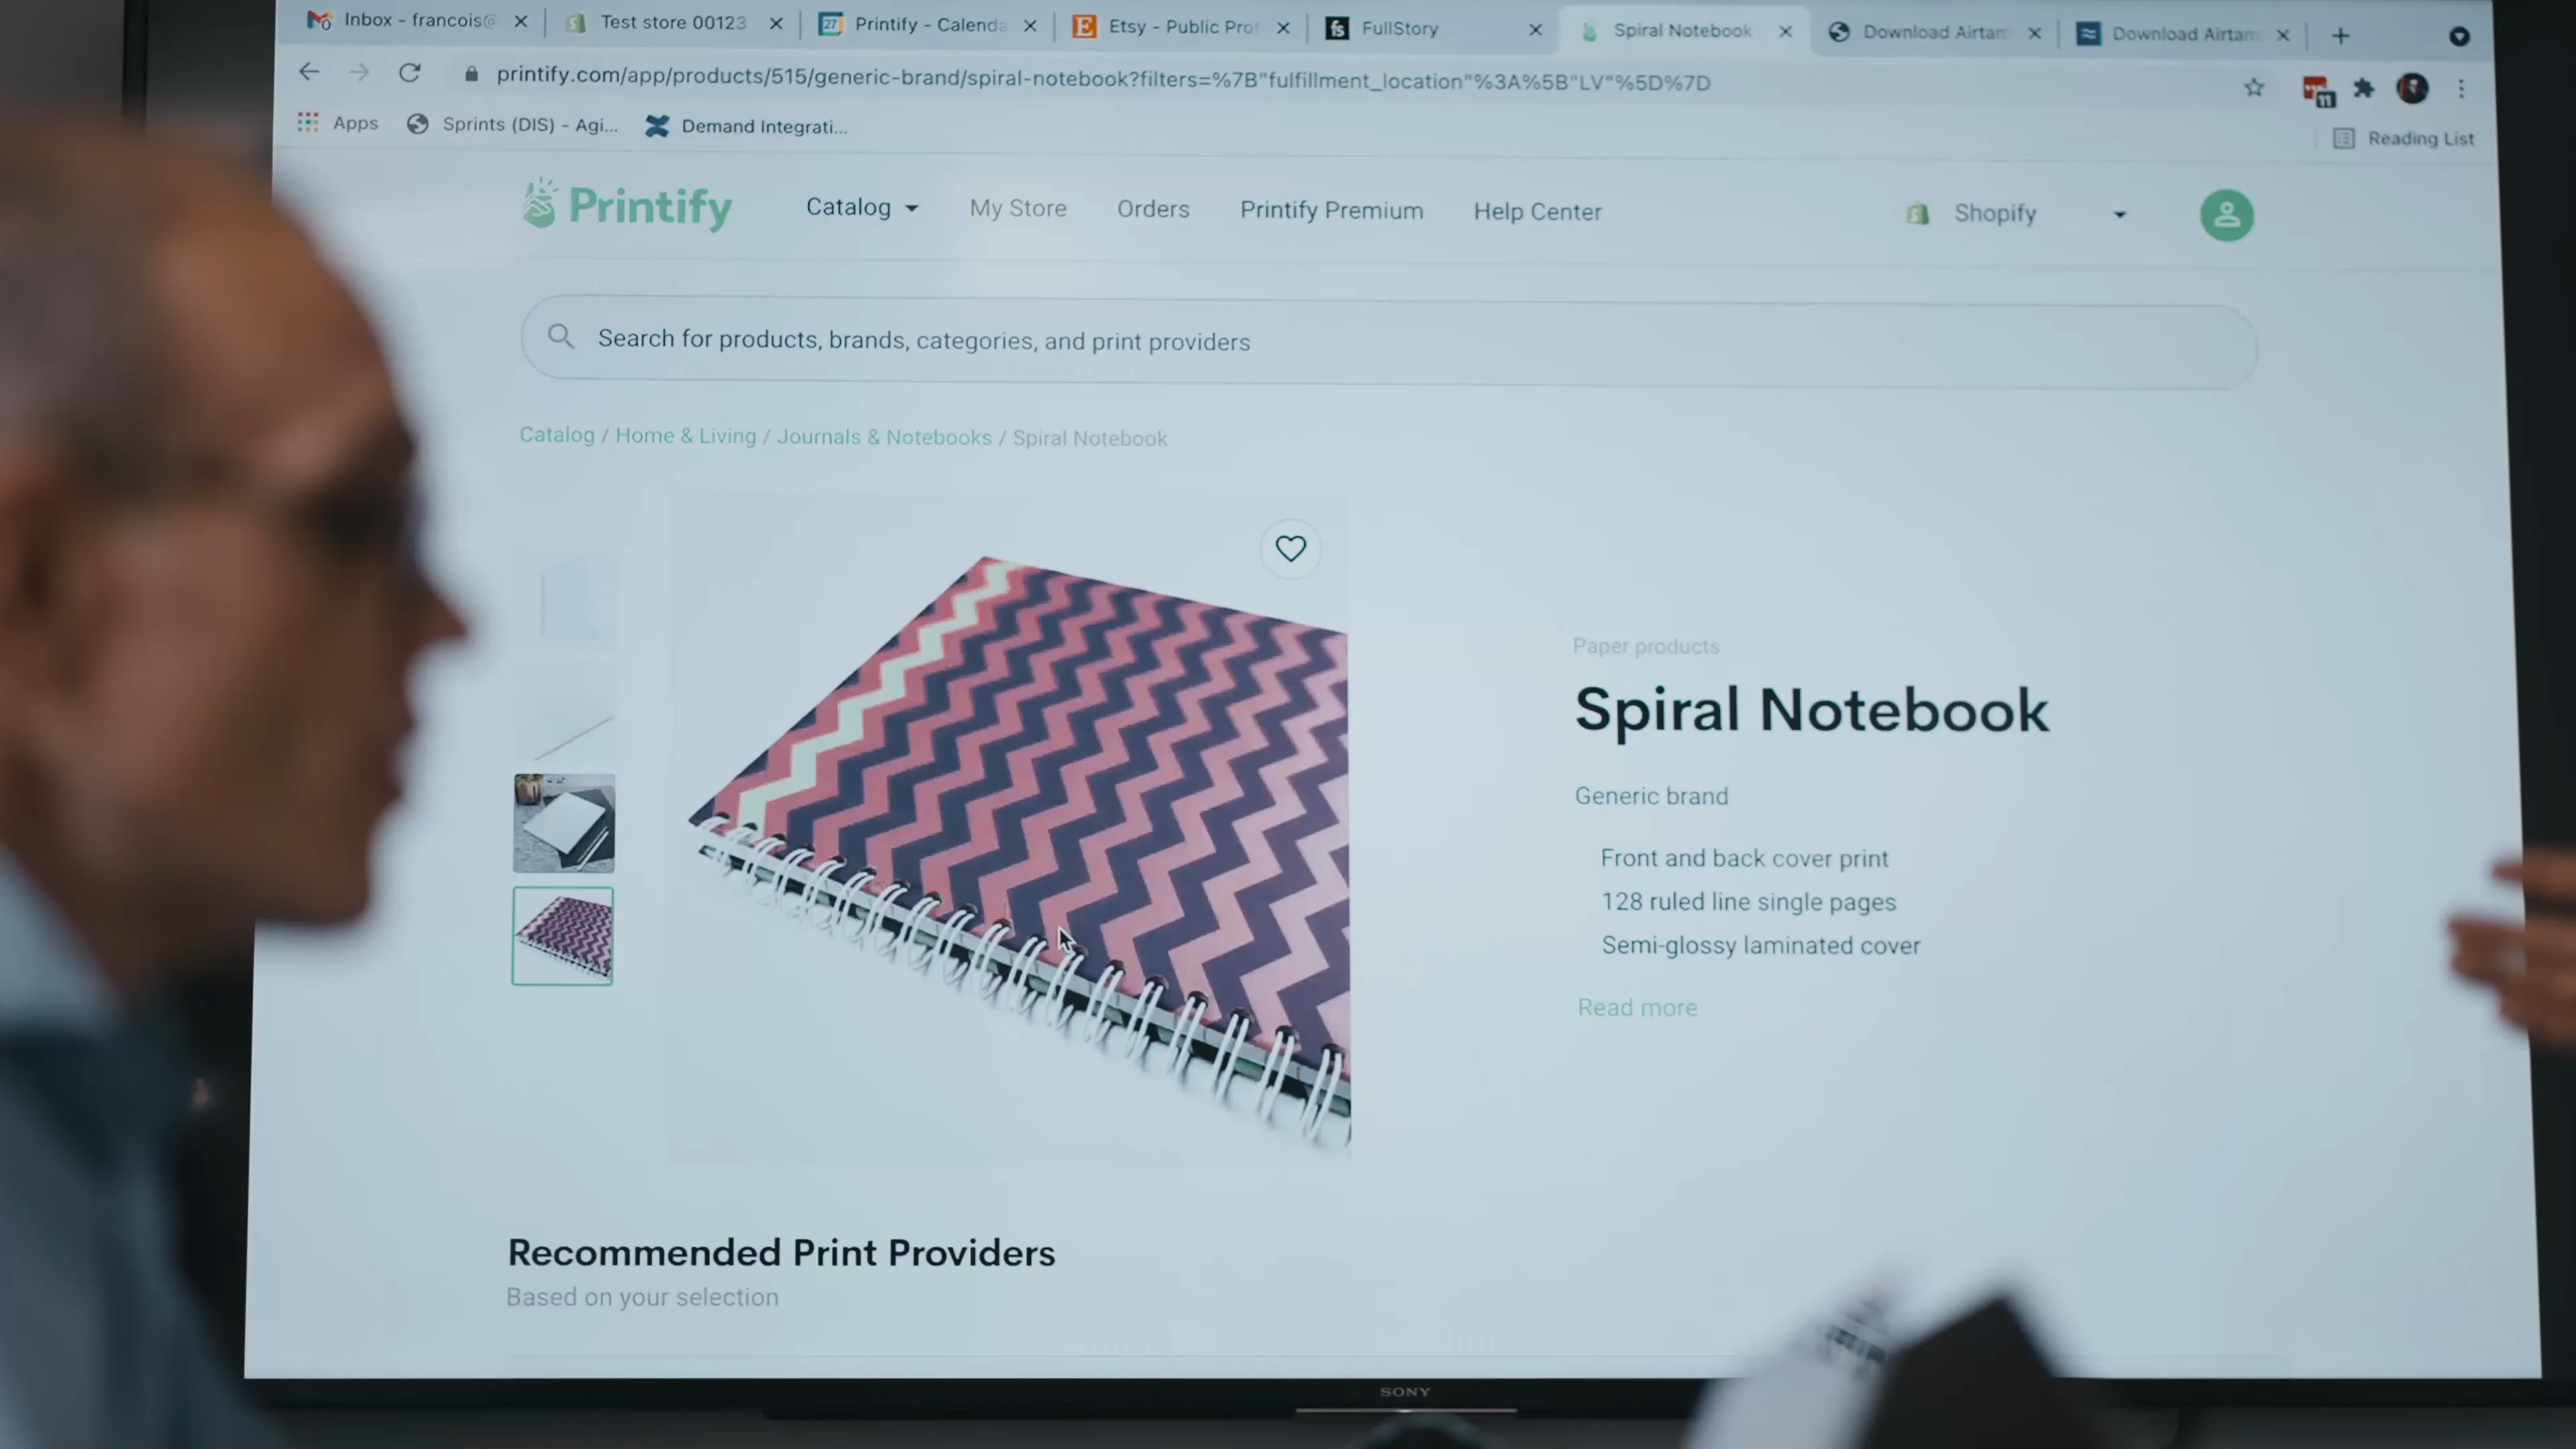 Inbox - francois@
Test store 00123
27 Printify - Calenda
E Etsy - Public Prof
fs FullStory
Spiral Notebook
Download Airtam
Download Airtam
printify.com/app/products/515/generic-brand/spiral-notebook?filters=%7B"fulfillment_location"%3A%5B"LV"%5D%7D
11
Apps
Sprints (DIS) - Agi...
Demand Integrati...
Reading List
Printify
Catalog
My Store
Orders
Printify Premium
Help Center
Shopify
Search for products, brands, categories, and print providers
Catalog / Home & Living / Journals & Notebooks / Spiral Notebook
Paper products
Spiral Notebook
Generic brand
Front and back cover print
128 ruled line single pages
Semi-glossy laminated cover
Read more
Recommended Print Providers
Based on your selection
SONY